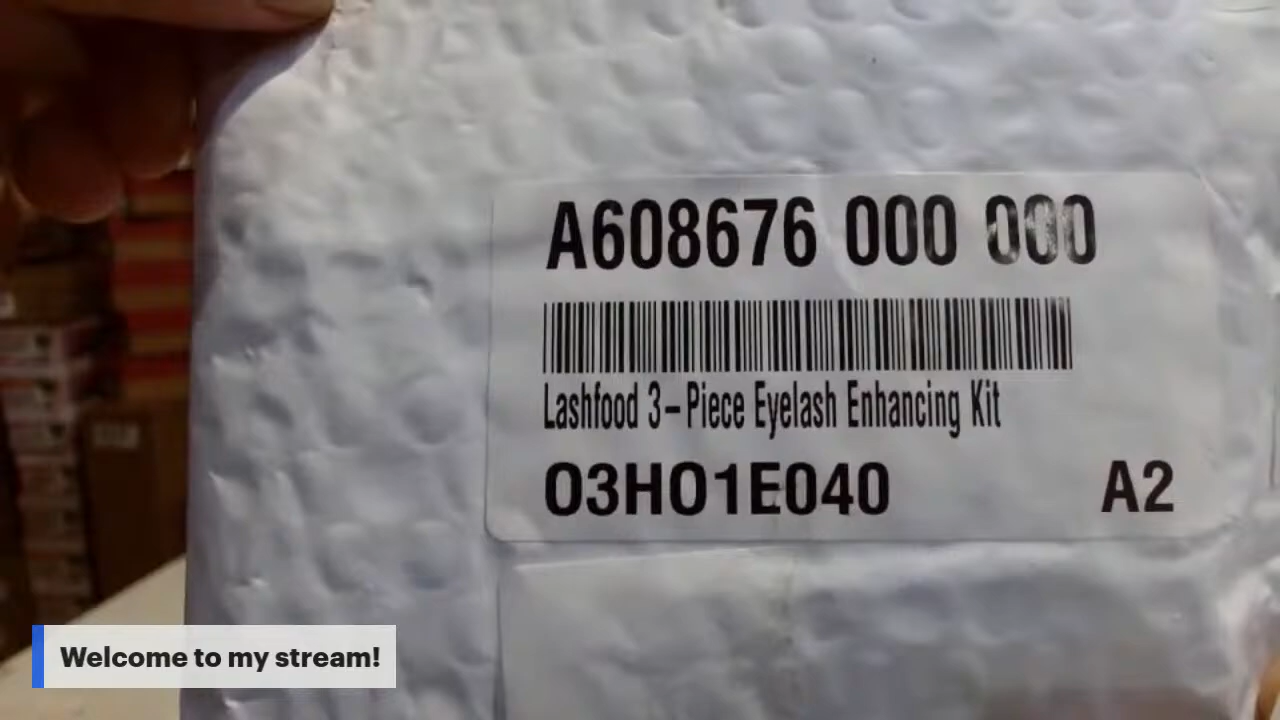 A608676 000 000
Lashfood 3-Piece Eyelash Enhancing Kit
O3HO1E040 A2
Welcome to my stream!